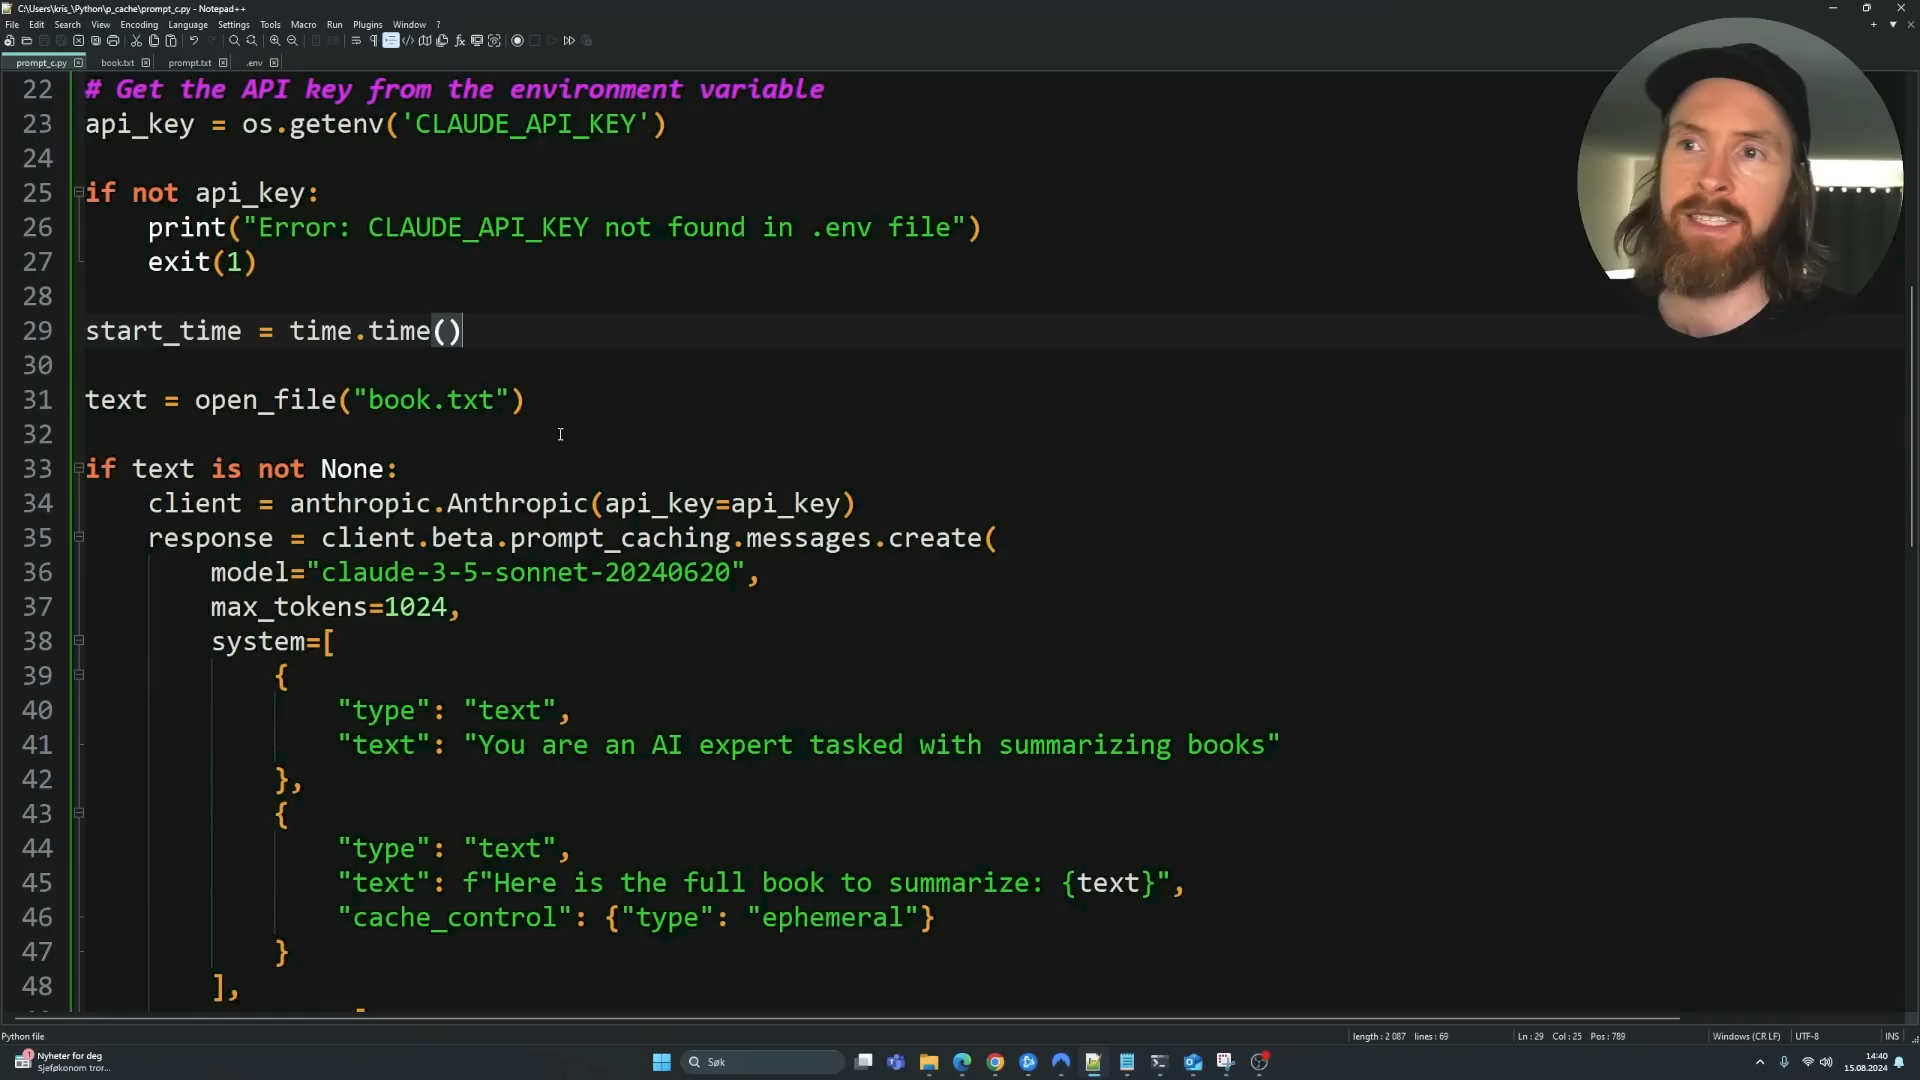 C:\Users\kris_\Python\p_cache\prompt_c.py - Notepad++
File Edit Search View Encoding Language Settings Tools Macro Run Plugins Window ?
prompt_c.py book.txt prompt.txt .env
22 # Get the API key from the environment variable
23 api_key = os.getenv('CLAUDE_API_KEY')
24
25 if not api_key:
26 print("Error: CLAUDE_API_KEY not found in .env file")
27 exit(1)
28
29 start_time = time.time()
30
31 text = open_file("book.txt")
32
33 if text is not None:
34 client = anthropic.Anthropic(api_key=api_key)
35 response = client.beta.prompt_caching.messages.create(
36 model="claude-3-5-sonnet-20240620",
37 max_tokens=1024,
38 system=[
39 {
40 "type": "text",
41 "text": "You are an AI expert tasked with summarizing books"
42 },
43 {
44 "type": "text",
45 "text": f"Here is the full book to summarize: {text}",
46 "cache_control": {"type": "ephemeral"}
47 }
48 ],
Python file length : 2 087 lines : 69 Ln : 29 Col : 25 Pos : 789 Windows (CR LF) UTF-8 INS
Nyheter for deg
Sjeføkonom tror...
Søk
14:40
15.08.2024